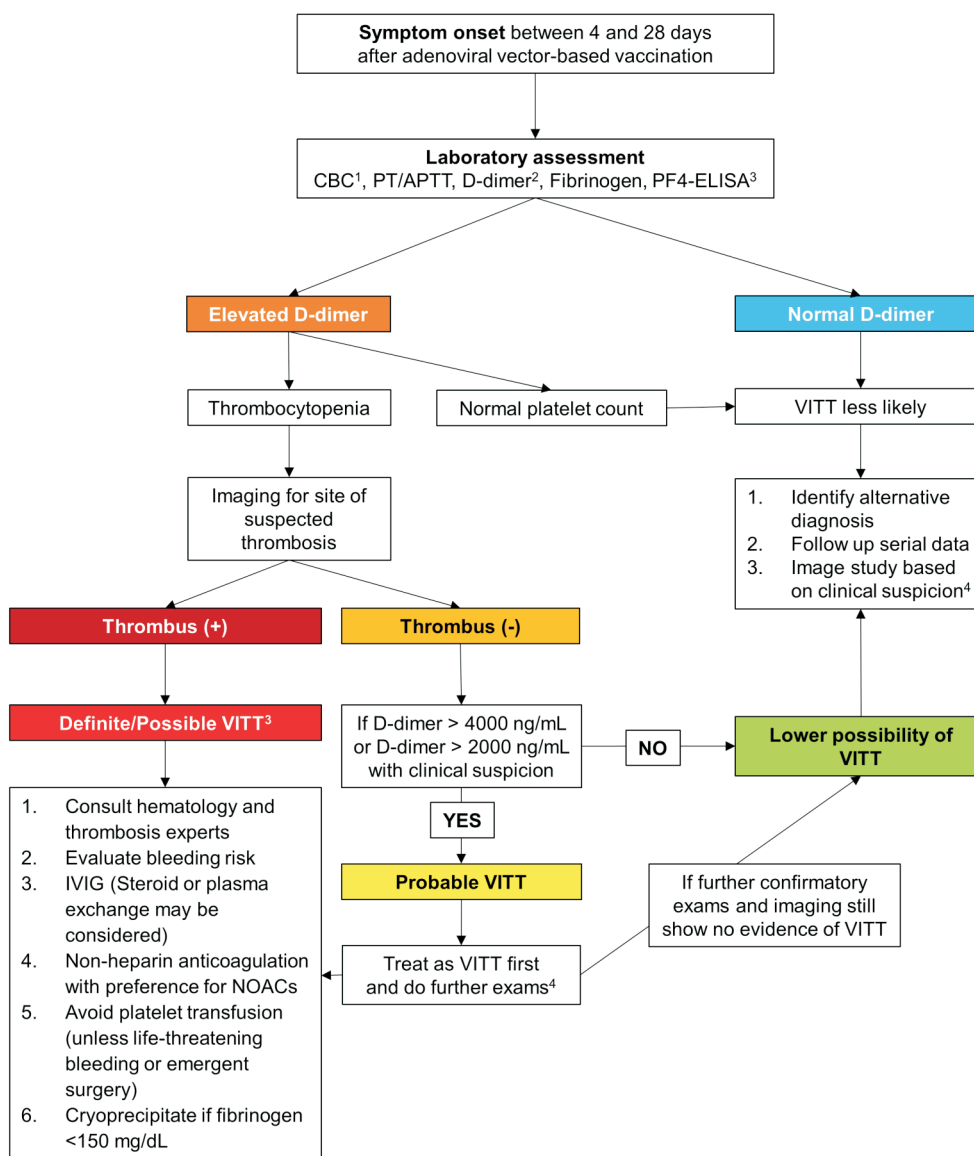 Symptom onset between 4 and 28 days
after adenoviral vector-based vaccination
Laboratory assessment
CBC¹, PT/APTT, D-dimer², Fibrinogen, PF4-ELISA³
Elevated D-dimer
Normal D-dimer
Thrombocytopenia
Normal platelet count
VITT less likely
Imaging for site of
suspected
thrombosis
1. Identify alternative
diagnosis
2. Follow up serial data
3. Image study based
on clinical suspicion⁴
Thrombus (+)
Thrombus (-)
Definite/Possible VITT³
If D-dimer > 4000 ng/mL
or D-dimer > 2000 ng/mL
with clinical suspicion
NO
Lower possibility of
VITT
YES
Probable VITT
1. Consult hematology and
thrombosis experts
2. Evaluate bleeding risk
3. IVIG (Steroid or plasma
exchange may be
considered)
4. Non-heparin anticoagulation
with preference for NOACs
5. Avoid platelet transfusion
(unless life-threatening
bleeding or emergent
surgery)
6. Cryoprecipitate if fibrinogen
<150 mg/dL
Treat as VITT first
and do further exams⁴
If further confirmatory
exams and imaging still
show no evidence of VITT